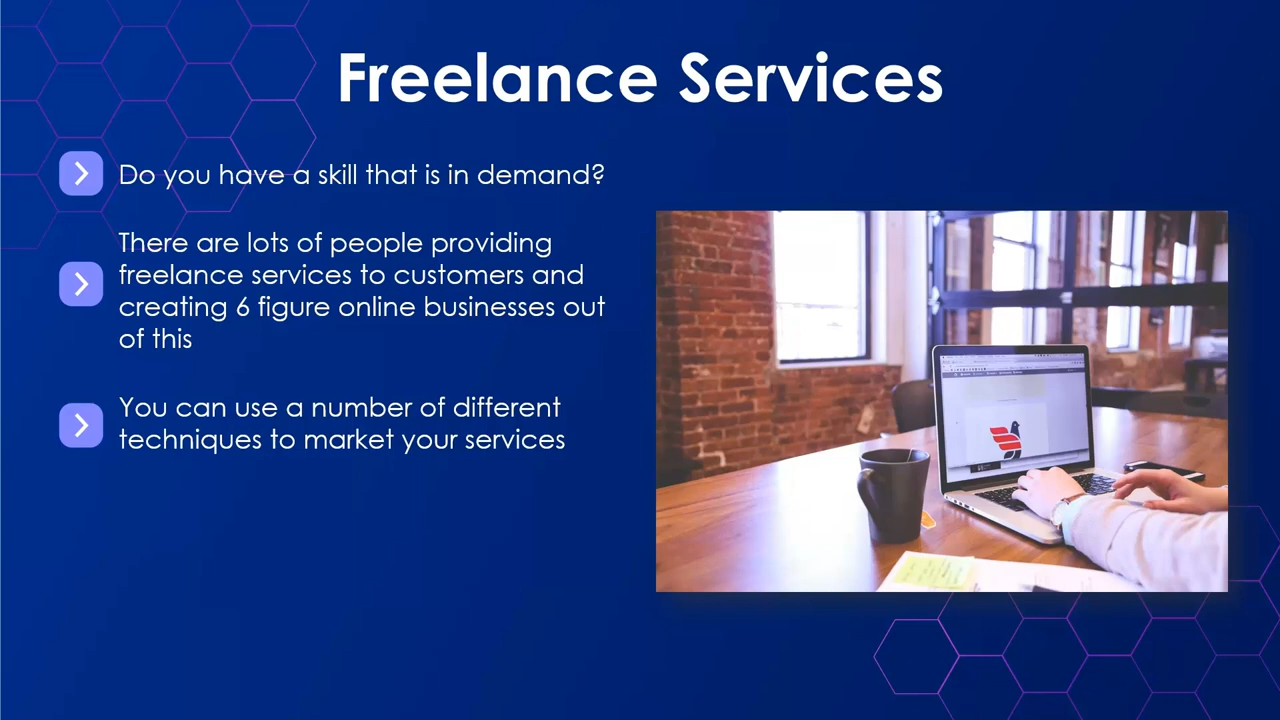 Freelance Services
Do you have a skill that is in demand?
There are lots of people providing
freelance services to customers and
creating 6 figure online businesses out
of this
You can use a number of different
techniques to market your services